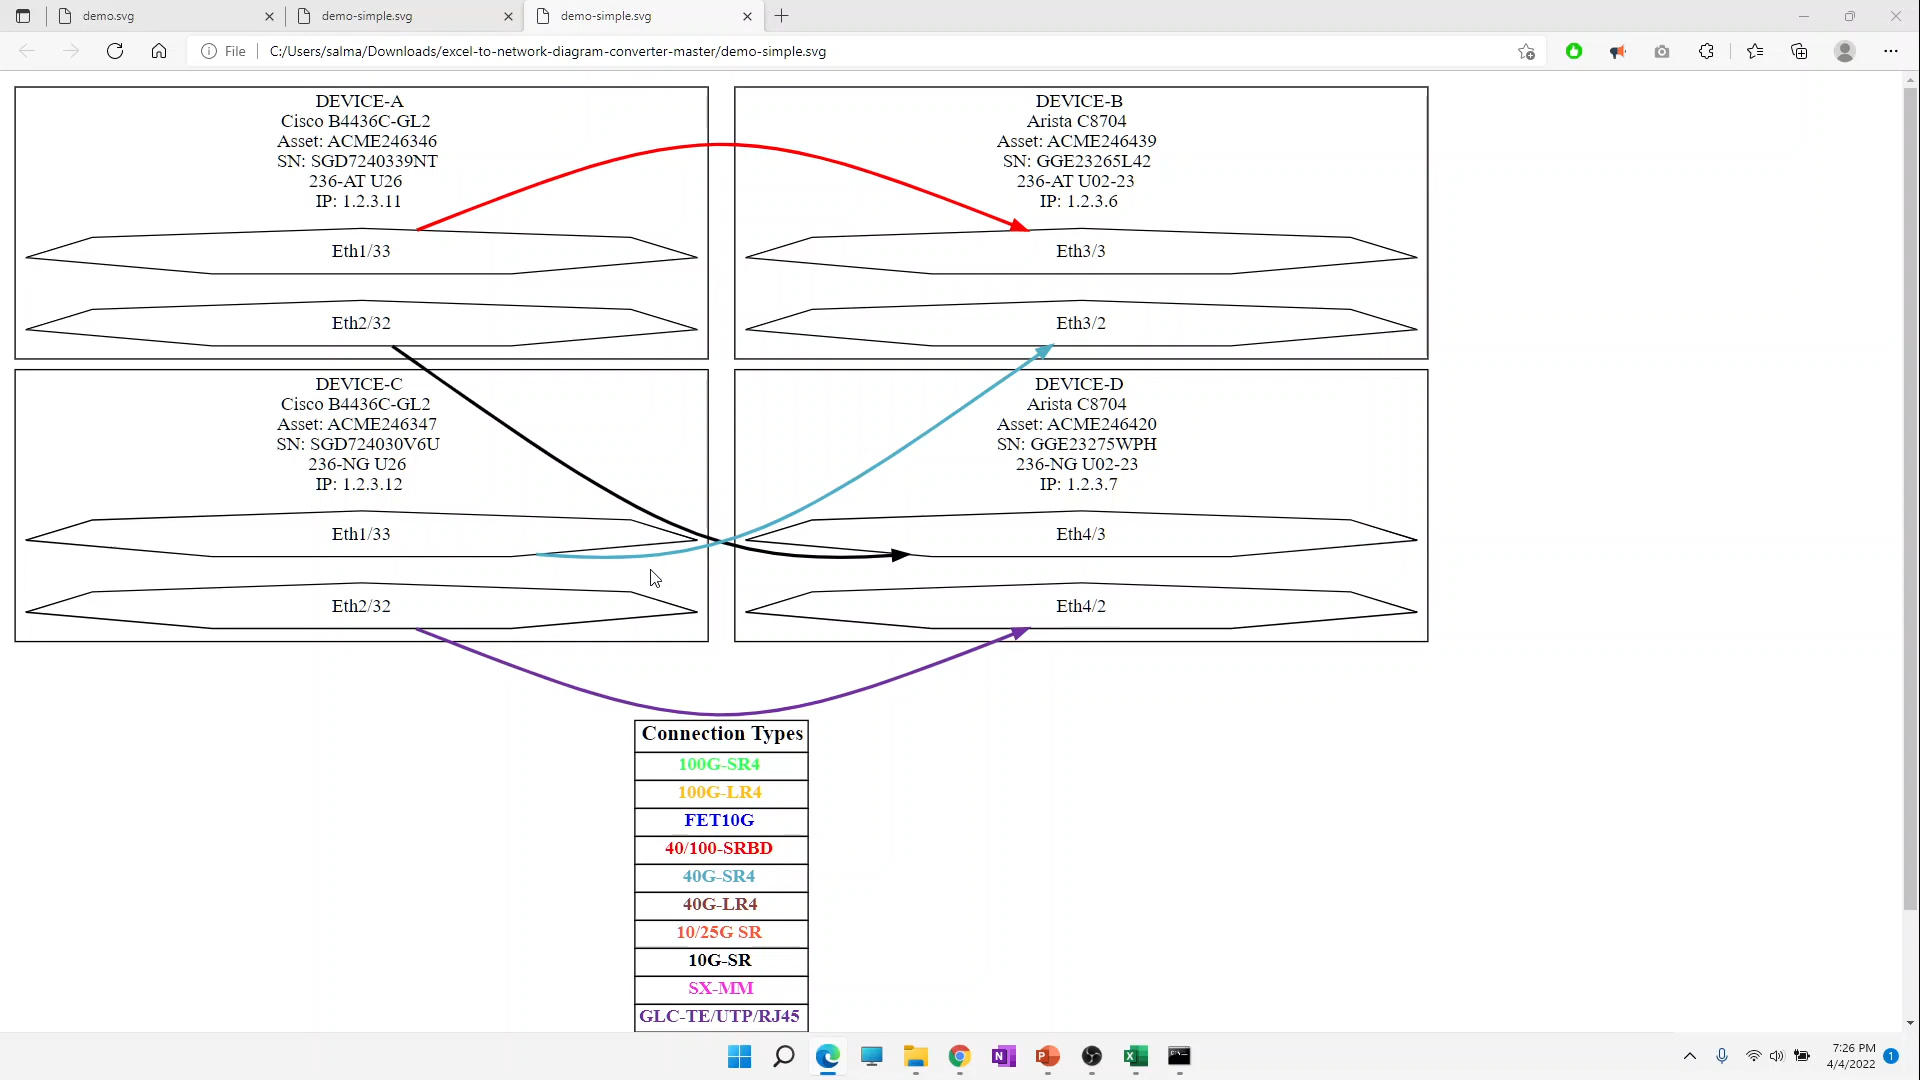 demo.svg
demo-simple.svg
demo-simple.svg
File
C:/Users/salma/Downloads/excel-to-network-diagram-converter-master/demo-simple.svg
DEVICE-A
Cisco B4436C-GL2
Asset: ACME246346
SN: SGD7240339NT
236-AT U26
IP: 1.2.3.11
Eth1/33
Eth2/32
DEVICE-B
Arista C8704
Asset: ACME246439
SN: GGE23265L42
236-AT U02-23
IP: 1.2.3.6
Eth3/3
Eth3/2
DEVICE-C
Cisco B4436C-GL2
Asset: ACME246347
SN: SGD724030V6U
236-NG U26
IP: 1.2.3.12
Eth1/33
Eth2/32
DEVICE-D
Arista C8704
Asset: ACME246420
SN: GGE23275WPH
236-NG U02-23
IP: 1.2.3.7
Eth4/3
Eth4/2
Connection Types
100G-SR4
100G-LR4
FET10G
40/100-SRBD
40G-SR4
40G-LR4
10/25G SR
10G-SR
SX-MM
GLC-TE/UTP/RJ45
7:26 PM
4/4/2022
1